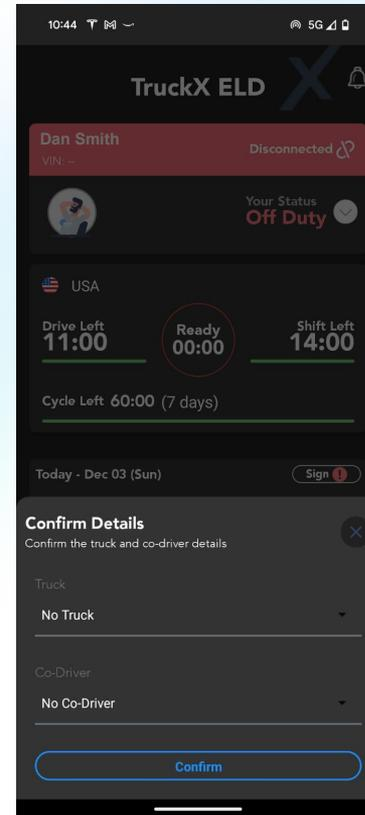 10:44 5G
TruckX ELD
Dan Smith
Disconnected
VIN: --
Your Status
Off Duty
USA
Drive Left
11:00
Ready
00:00
Shift Left
14:00
Cycle Left 60:00 (7 days)
Today - Dec 03 (Sun) Sign
Confirm Details
Confirm the truck and co-driver details
Truck
No Truck
Co-Driver
No Co-Driver
Confirm